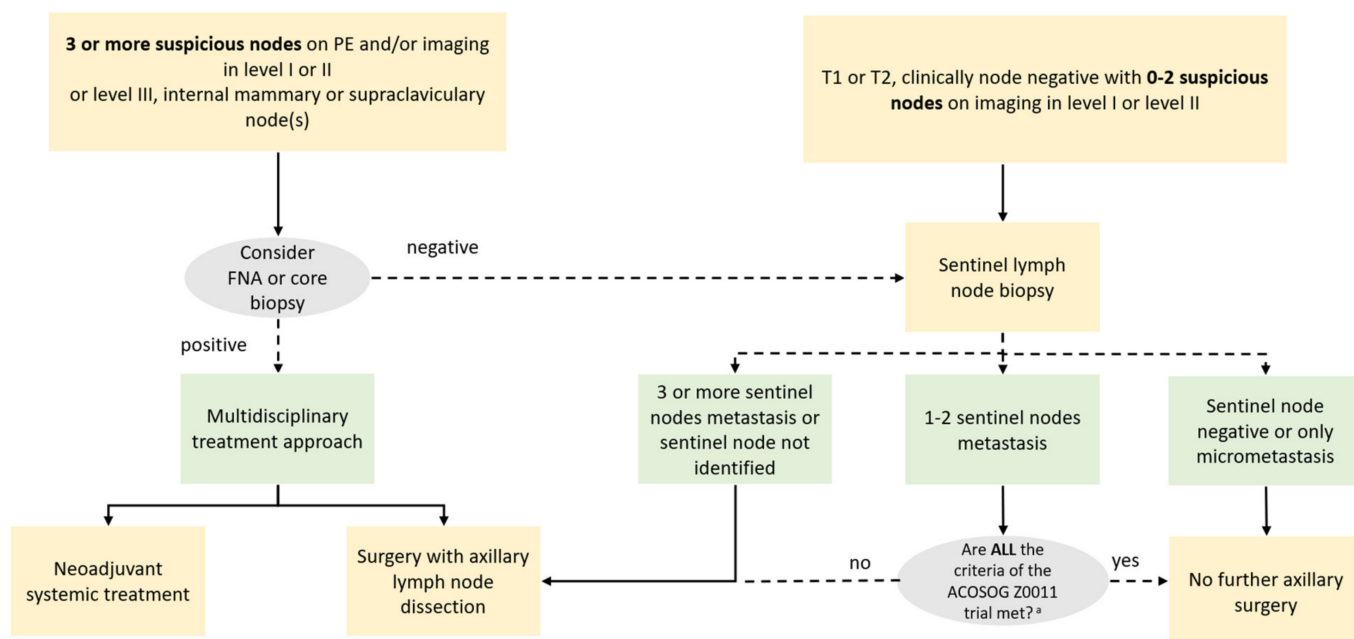 3 or more suspicious nodes on PE and/or imaging
in level I or II
or level III, internal mammary or supraclaviculary
node(s)
T1 or T2, clinically node negative with 0-2 suspicious
nodes on imaging in level I or level II
Consider
FNA or core
biopsy
negative
Sentinel lymph
node biopsy
positive
Multidisciplinary
treatment approach
3 or more sentinel
nodes metastasis or
sentinel node not
identified
1-2 sentinel nodes
metastasis
Sentinel node
negative or only
micrometastasis
Neoadjuvant
systemic treatment
Surgery with axillary
lymph node
dissection
no
Are ALL the
criteria of the
ACOSOG Z0011
trial met? a
yes
No further axillary
surgery